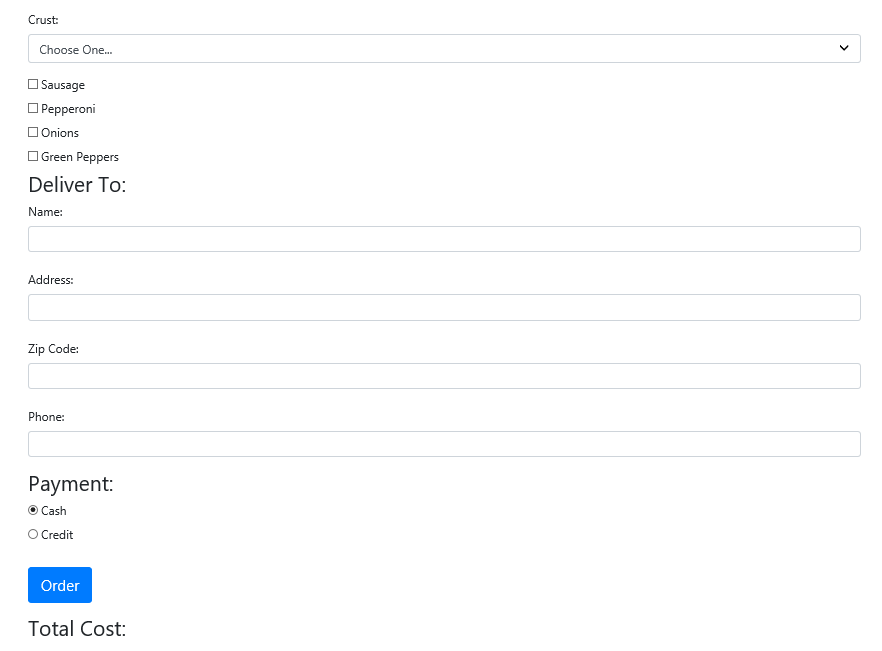 Crust:
Choose One...
Sausage
Pepperoni
Onions
Green Peppers
Deliver To:
Name:
Address:
Zip Code:
Phone:
Payment:
Cash
Credit
Order
Total Cost: